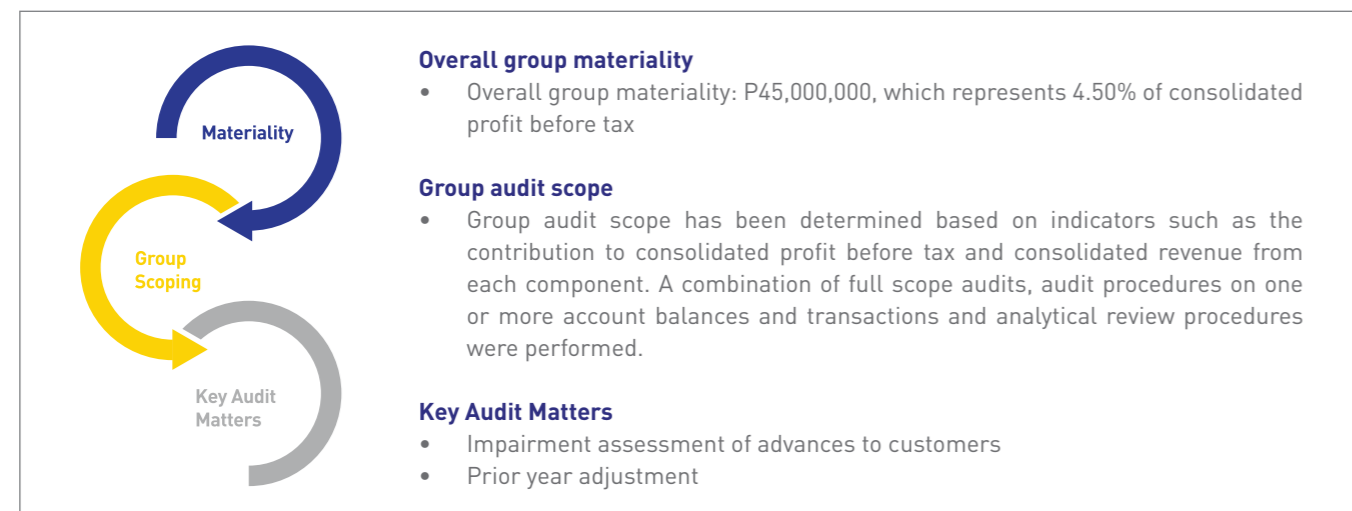 Materiality
Group
Scoping
Key Audit
Matters
Overall group materiality
• Overall group materiality: P45,000,000, which represents 4.50% of consolidated
profit before tax
Group audit scope
• Group audit scope has been determined based on indicators such as the
contribution to consolidated profit before tax and consolidated revenue from
each component. A combination of full scope audits, audit procedures on one
or more account balances and transactions and analytical review procedures
were performed.
Key Audit Matters
• Impairment assessment of advances to customers
• Prior year adjustment